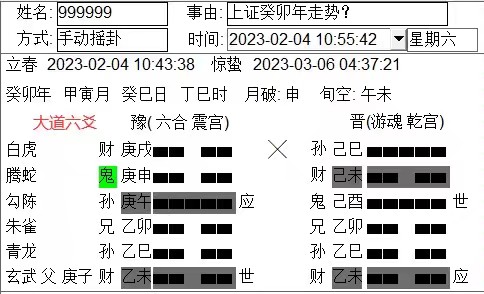 姓名: 999999 事由: 上证癸卯年走势?
方式: 手动摇卦 时间: 2023-02-04 10:55:42 星期六
立春 2023-02-04 10:43:38 惊蛰 2023-03-06 04:37:21
癸卯年 甲寅月 癸巳日 丁巳时 月破: 申 旬空: 午未
大道六爻 豫(六合 震宫) 晋(游魂 乾宫)
白虎 财 庚戌 孙 己巳
腾蛇 鬼 庚申 财 己未
勾陈 孙 庚午 应 鬼 己酉 世
朱雀 兄 乙卯 兄 乙卯
青龙 孙 乙巳 孙 乙巳
玄武 父 庚子 财 乙未 世 财 乙未 应